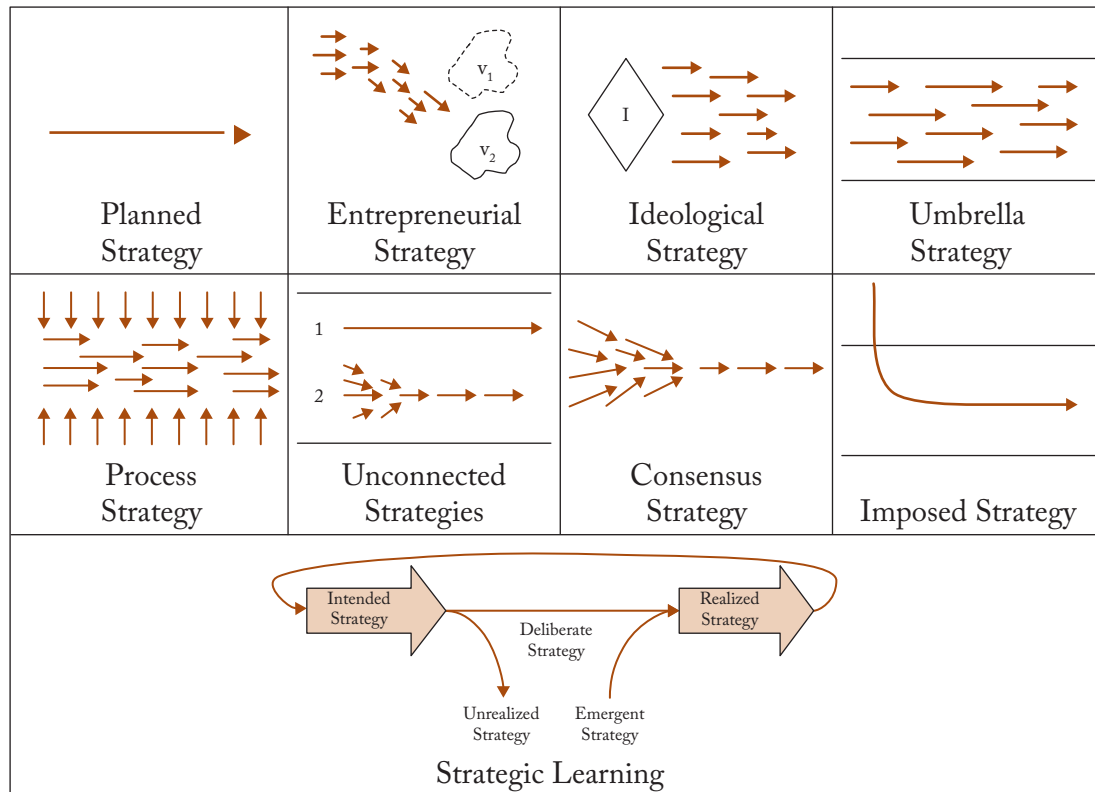 Planned
Strategy
v1
v2
Entrepreneurial
Strategy
I
Ideological
Strategy
Umbrella
Strategy
Process
Strategy
1
2
Unconnected
Strategies
Consensus
Strategy
Imposed Strategy
Intended
Strategy
Deliberate
Strategy
Realized
Strategy
Unrealized
Strategy
Emergent
Strategy
Strategic Learning